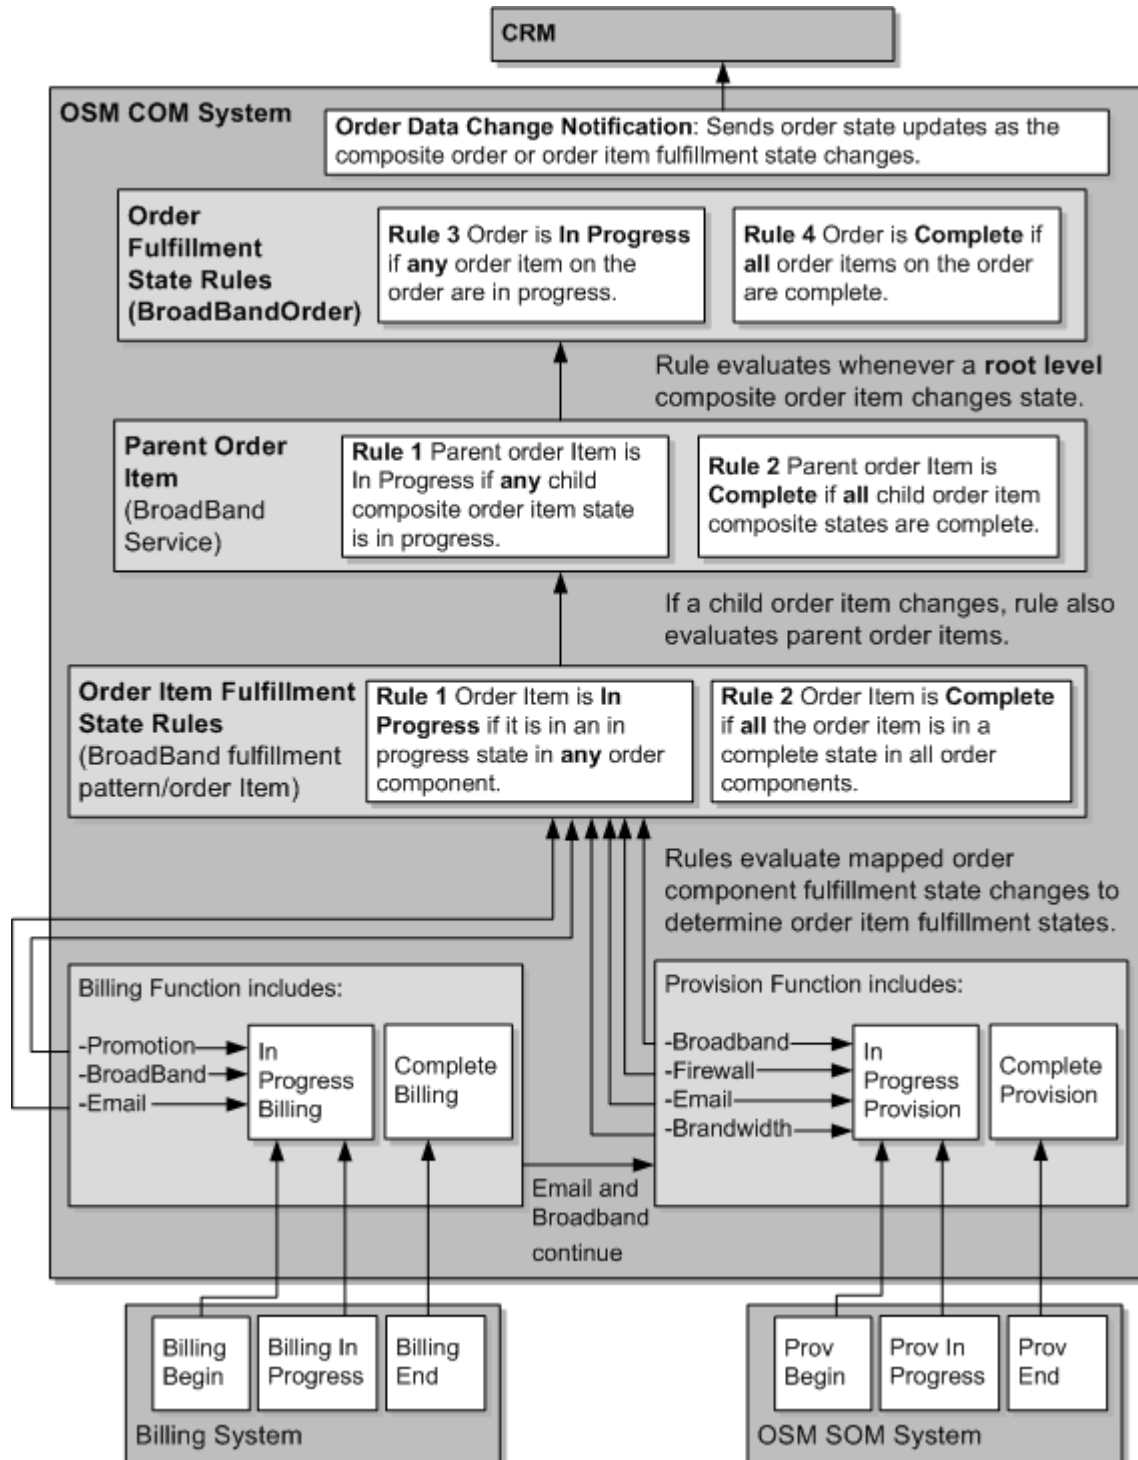 CRM
OSM COM System
Order Data Change Notification: Sends order state updates as the
composite order or order item fulfillment state changes.
Order
Fulfillment
State Rules
(BroadBandOrder)
Rule 3 Order is In Progress
if any order item on the
order are in progress.
Rule 4 Order is Complete if
all order items on the order
are complete.
Rule evaluates whenever a root level
composite order item changes state.
Parent Order
Item
(BroadBand
Service)
Rule 1 Parent order Item is
In Progress if any child
composite order item state
is in progress.
Rule 2 Parent order Item is
Complete if all child order item
composite states are complete.
If a child order item changes, rule also
evaluates parent order items.
Order Item Fulfillment
State Rules
(BroadBand fulfillment
pattern/order Item)
Rule 1 Order Item is In
Progress if it is in an in
progress state in any order
component.
Rule 2 Order Item is Complete
if all the order item is in a
complete state in all order
components.
Rules evaluate mapped order
component fulfillment state changes to
determine order item fulfillment states.
Billing Function includes:
-Promotion
-BroadBand
-Email
In
Progress
Billing
Complete
Billing
Provision Function includes:
-Broadband
-Firewall
-Email
-Brandwidth
In
Progress
Provision
Complete
Provision
Email and
Broadband
continue
Billing
Begin
Billing In
Progress
Billing
End
Billing System
Prov
Begin
Prov In
Progress
Prov
End
OSM SOM System